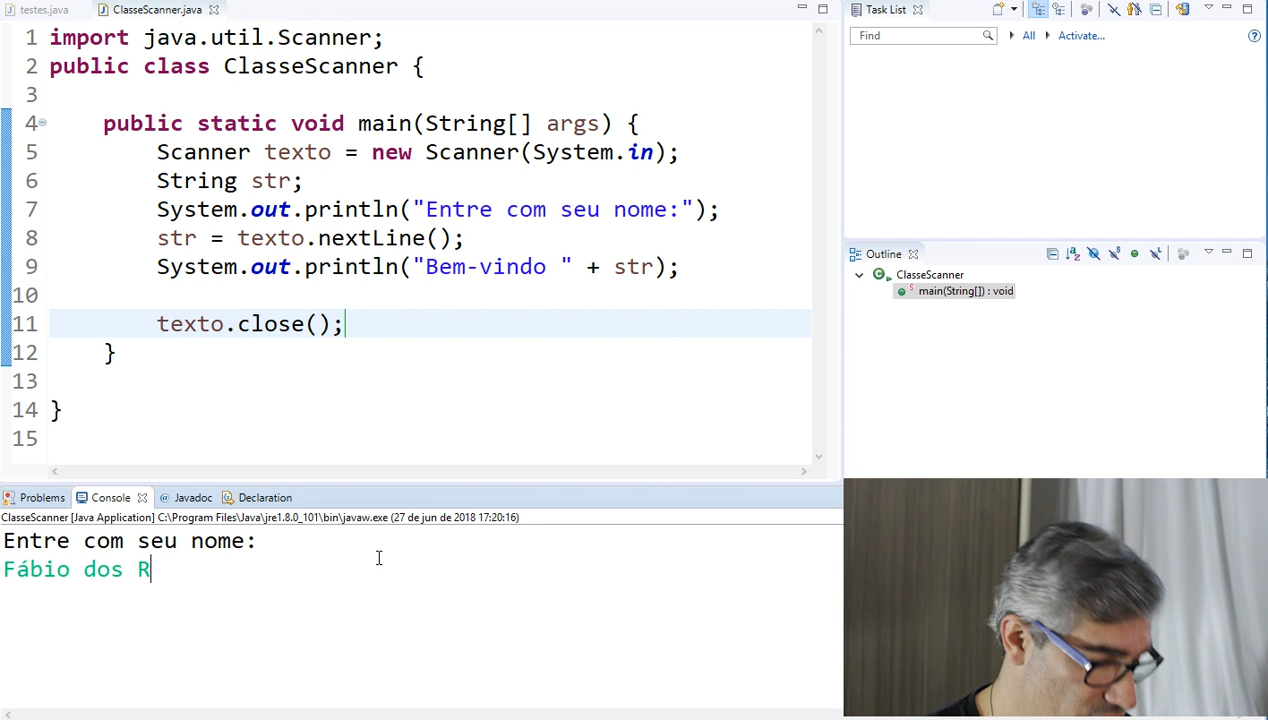 testes.java
ClasseScanner.java
1 import java.util.Scanner;
2 public class ClasseScanner {
3
4 public static void main(String[] args) {
5 Scanner texto = new Scanner(System.in);
6 String str;
7 System.out.println("Entre com seu nome:");
8 str = texto.nextLine();
9 System.out.println("Bem-vindo " + str);
10
11 texto.close();
12 }
13
14 }
15
Task List
Find
All
Activate...
Outline
ClasseScanner
main(String[]) : void
Problems
Console
Javadoc
Declaration
ClasseScanner [Java Application] C:\Program Files\Java\jre1.8.0_101\bin\javaw.exe (27 de jun de 2018 17:20:16)
Entre com seu nome:
Fábio dos R